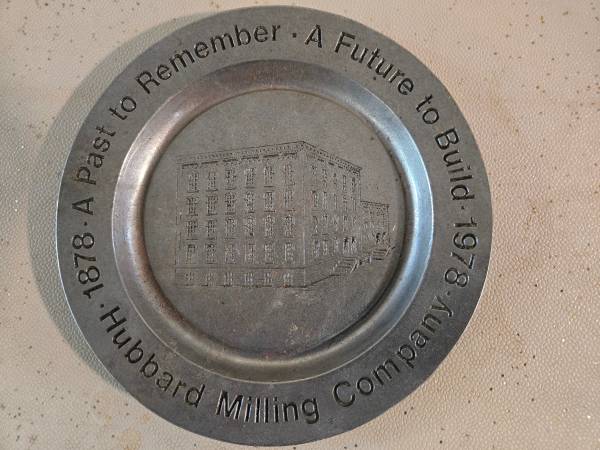 1878 · A Past to Remember · A Future to Build · 1978 ·
Hubbard Milling Company ·